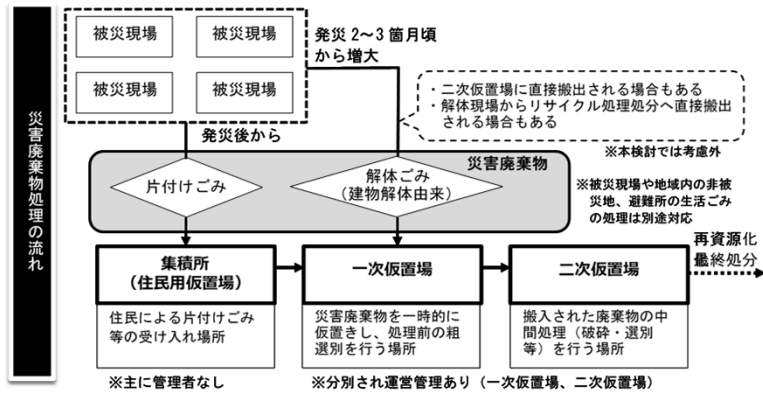 災害廃棄物処理の流れ
被災現場
被災現場
被災現場
被災現場
発災2～3箇月頃
から増大
発災後から
・二次仮置場に直接搬出される場合もある
・解体現場からリサイクル処理処分へ直接搬出
される場合もある
※本検討では考慮外
災害廃棄物
片付けごみ
解体ごみ
（建物解体由来）
※被災現場や地域内の非被
災地、避難所の生活ごみ
の処理は別途対応
集積所
（住民用仮置場）
一次仮置場
二次仮置場
再資源化
最終処分
住民による片付けごみ
等の受け入れ場所
災害廃棄物を一時的に
仮置きし、処理前の粗
選別を行う場所
搬入された廃棄物の中
間処理（破砕・選別
等）を行う場所
※主に管理者なし
※分別され運営管理あり（一次仮置場、二次仮置場）